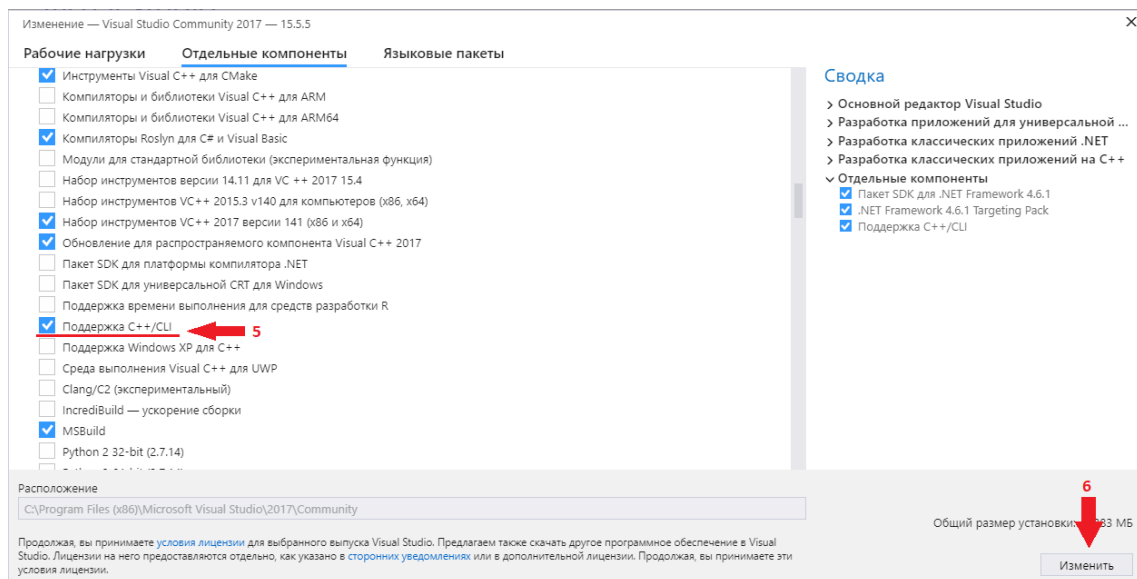 Изменение — Visual Studio Community 2017 — 15.5.5
Рабочие нагрузки Отдельные компоненты Языковые пакеты
Инструменты Visual C++ для CMake
Компиляторы и библиотеки Visual C++ для ARM
Компиляторы и библиотеки Visual C++ для ARM64
Компиляторы Roslyn для C# и Visual Basic
Модули для стандартной библиотеки (экспериментальная функция)
Набор инструментов версии 14.11 для VC ++ 2017 15.4
Набор инструментов VC++ 2015.3 v140 для компьютеров (x86, x64)
Набор инструментов VC++ 2017 версии 141 (x86 и x64)
Обновление для распространяемого компонента Visual C++ 2017
Пакет SDK для платформы компилятора .NET
Пакет SDK для универсальной CRT для Windows
Поддержка времени выполнения для средств разработки R
Поддержка C++/CLI
5
Поддержка Windows XP для C++
Среда выполнения Visual C++ для UWP
Clang/C2 (экспериментальный)
IncrediBuild — ускорение сборки
MSBuild
Python 2 32-bit (2.7.14)
Сводка
Основной редактор Visual Studio
Разработка приложений для универсальной ...
Разработка классических приложений .NET
Разработка классических приложений на C++
Отдельные компоненты
Пакет SDK для .NET Framework 4.6.1
.NET Framework 4.6.1 Targeting Pack
Поддержка C++/CLI
Расположение
C:\Program Files (x86)\Microsoft Visual Studio\2017\Community
Продолжая, вы принимаете условия лицензии для выбранного выпуска Visual Studio. Предлагаем также скачать другое программное обеспечение в Visual
Studio. Лицензии на него предоставляются отдельно, как указано в сторонних уведомлениях или в дополнительной лицензии. Продолжая, вы принимаете эти
условия лицензии.
6
Общий размер установки: МБ
Изменить